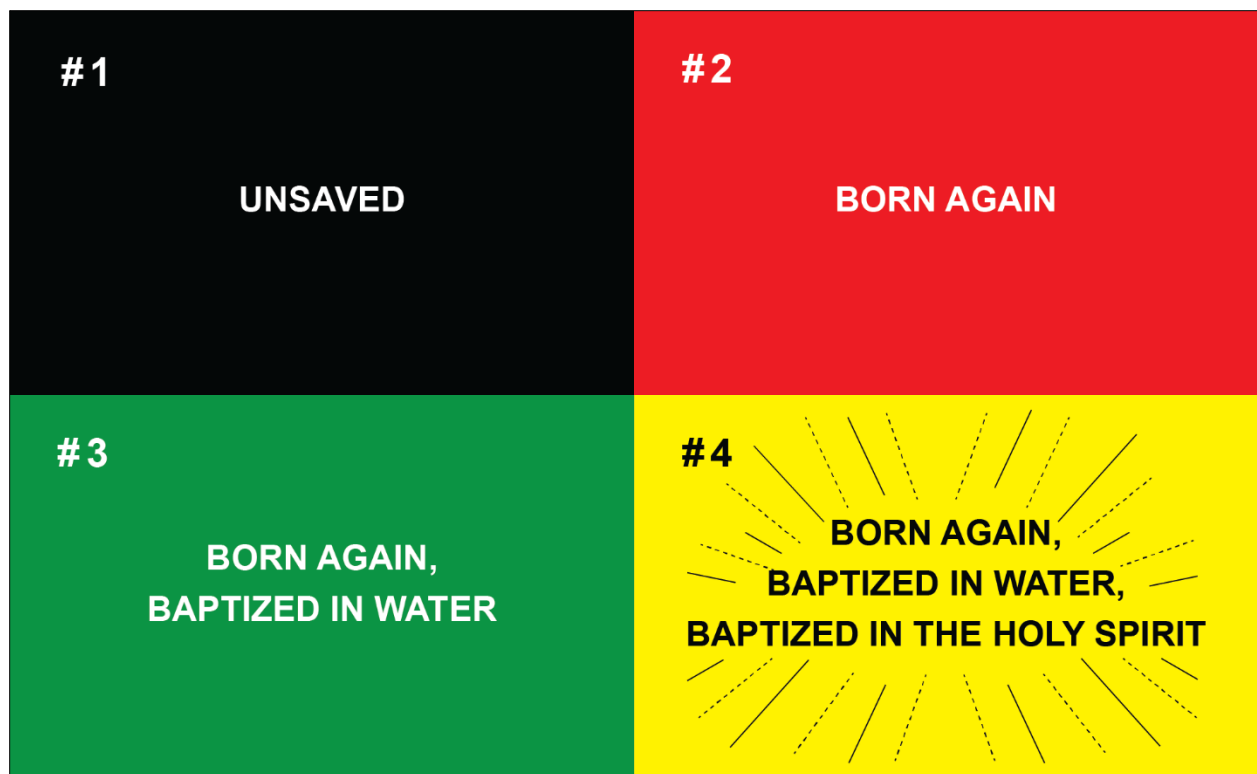 #1
UNSAVED
#2
BORN AGAIN
#3
BORN AGAIN,
BAPTIZED IN WATER
#4
BORN AGAIN,
BAPTIZED IN WATER,
BAPTIZED IN THE HOLY SPIRIT